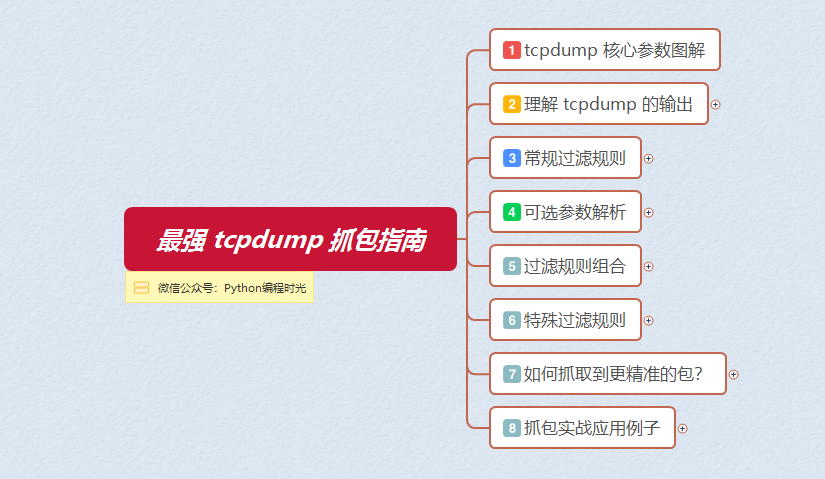 最强 tcpdump 抓包指南
微信公众号：Python编程时光
1 tcpdump 核心参数图解
2 理解 tcpdump 的输出
3 常规过滤规则
4 可选参数解析
5 过滤规则组合
6 特殊过滤规则
7 如何抓取到更精准的包?
8 抓包实战应用例子